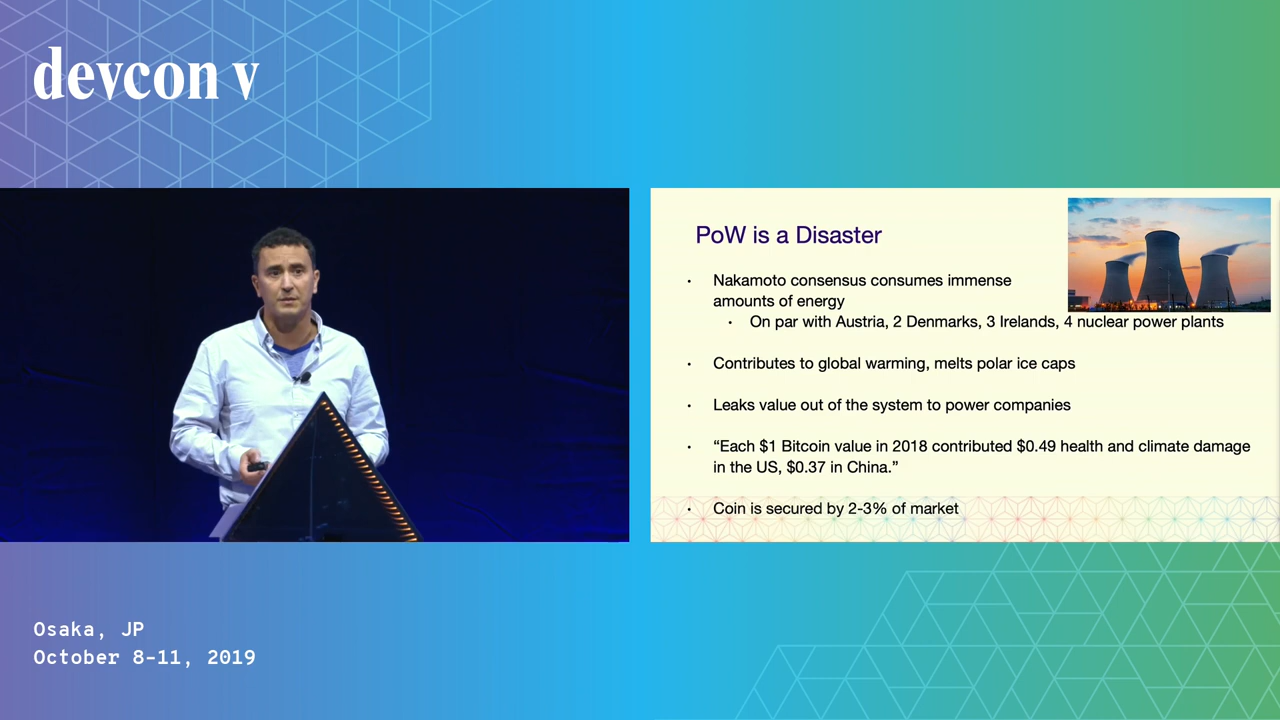 devcon v
PoW is a Disaster
• Nakamoto consensus consumes immense
amounts of energy
• On par with Austria, 2 Denmarks, 3 Irelands, 4 nuclear power plants
• Contributes to global warming, melts polar ice caps
• Leaks value out of the system to power companies
• “Each $1 Bitcoin value in 2018 contributed $0.49 health and climate damage
in the US, $0.37 in China.”
• Coin is secured by 2-3% of market
Osaka, JP
October 8-11, 2019